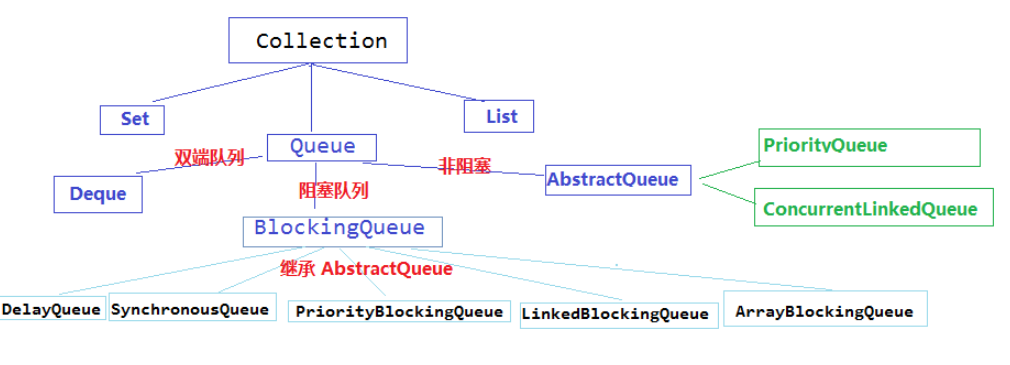 Collection
Set
List
Queue
双端队列
非阻塞
PriorityQueue
Deque
阻塞队列
AbstractQueue
ConcurrentLinkedQueue
BlockingQueue
继承 AbstractQueue
DelayQueue
SynchronousQueue
PriorityBlockingQueue
LinkedBlockingQueue
ArrayBlockingQueue